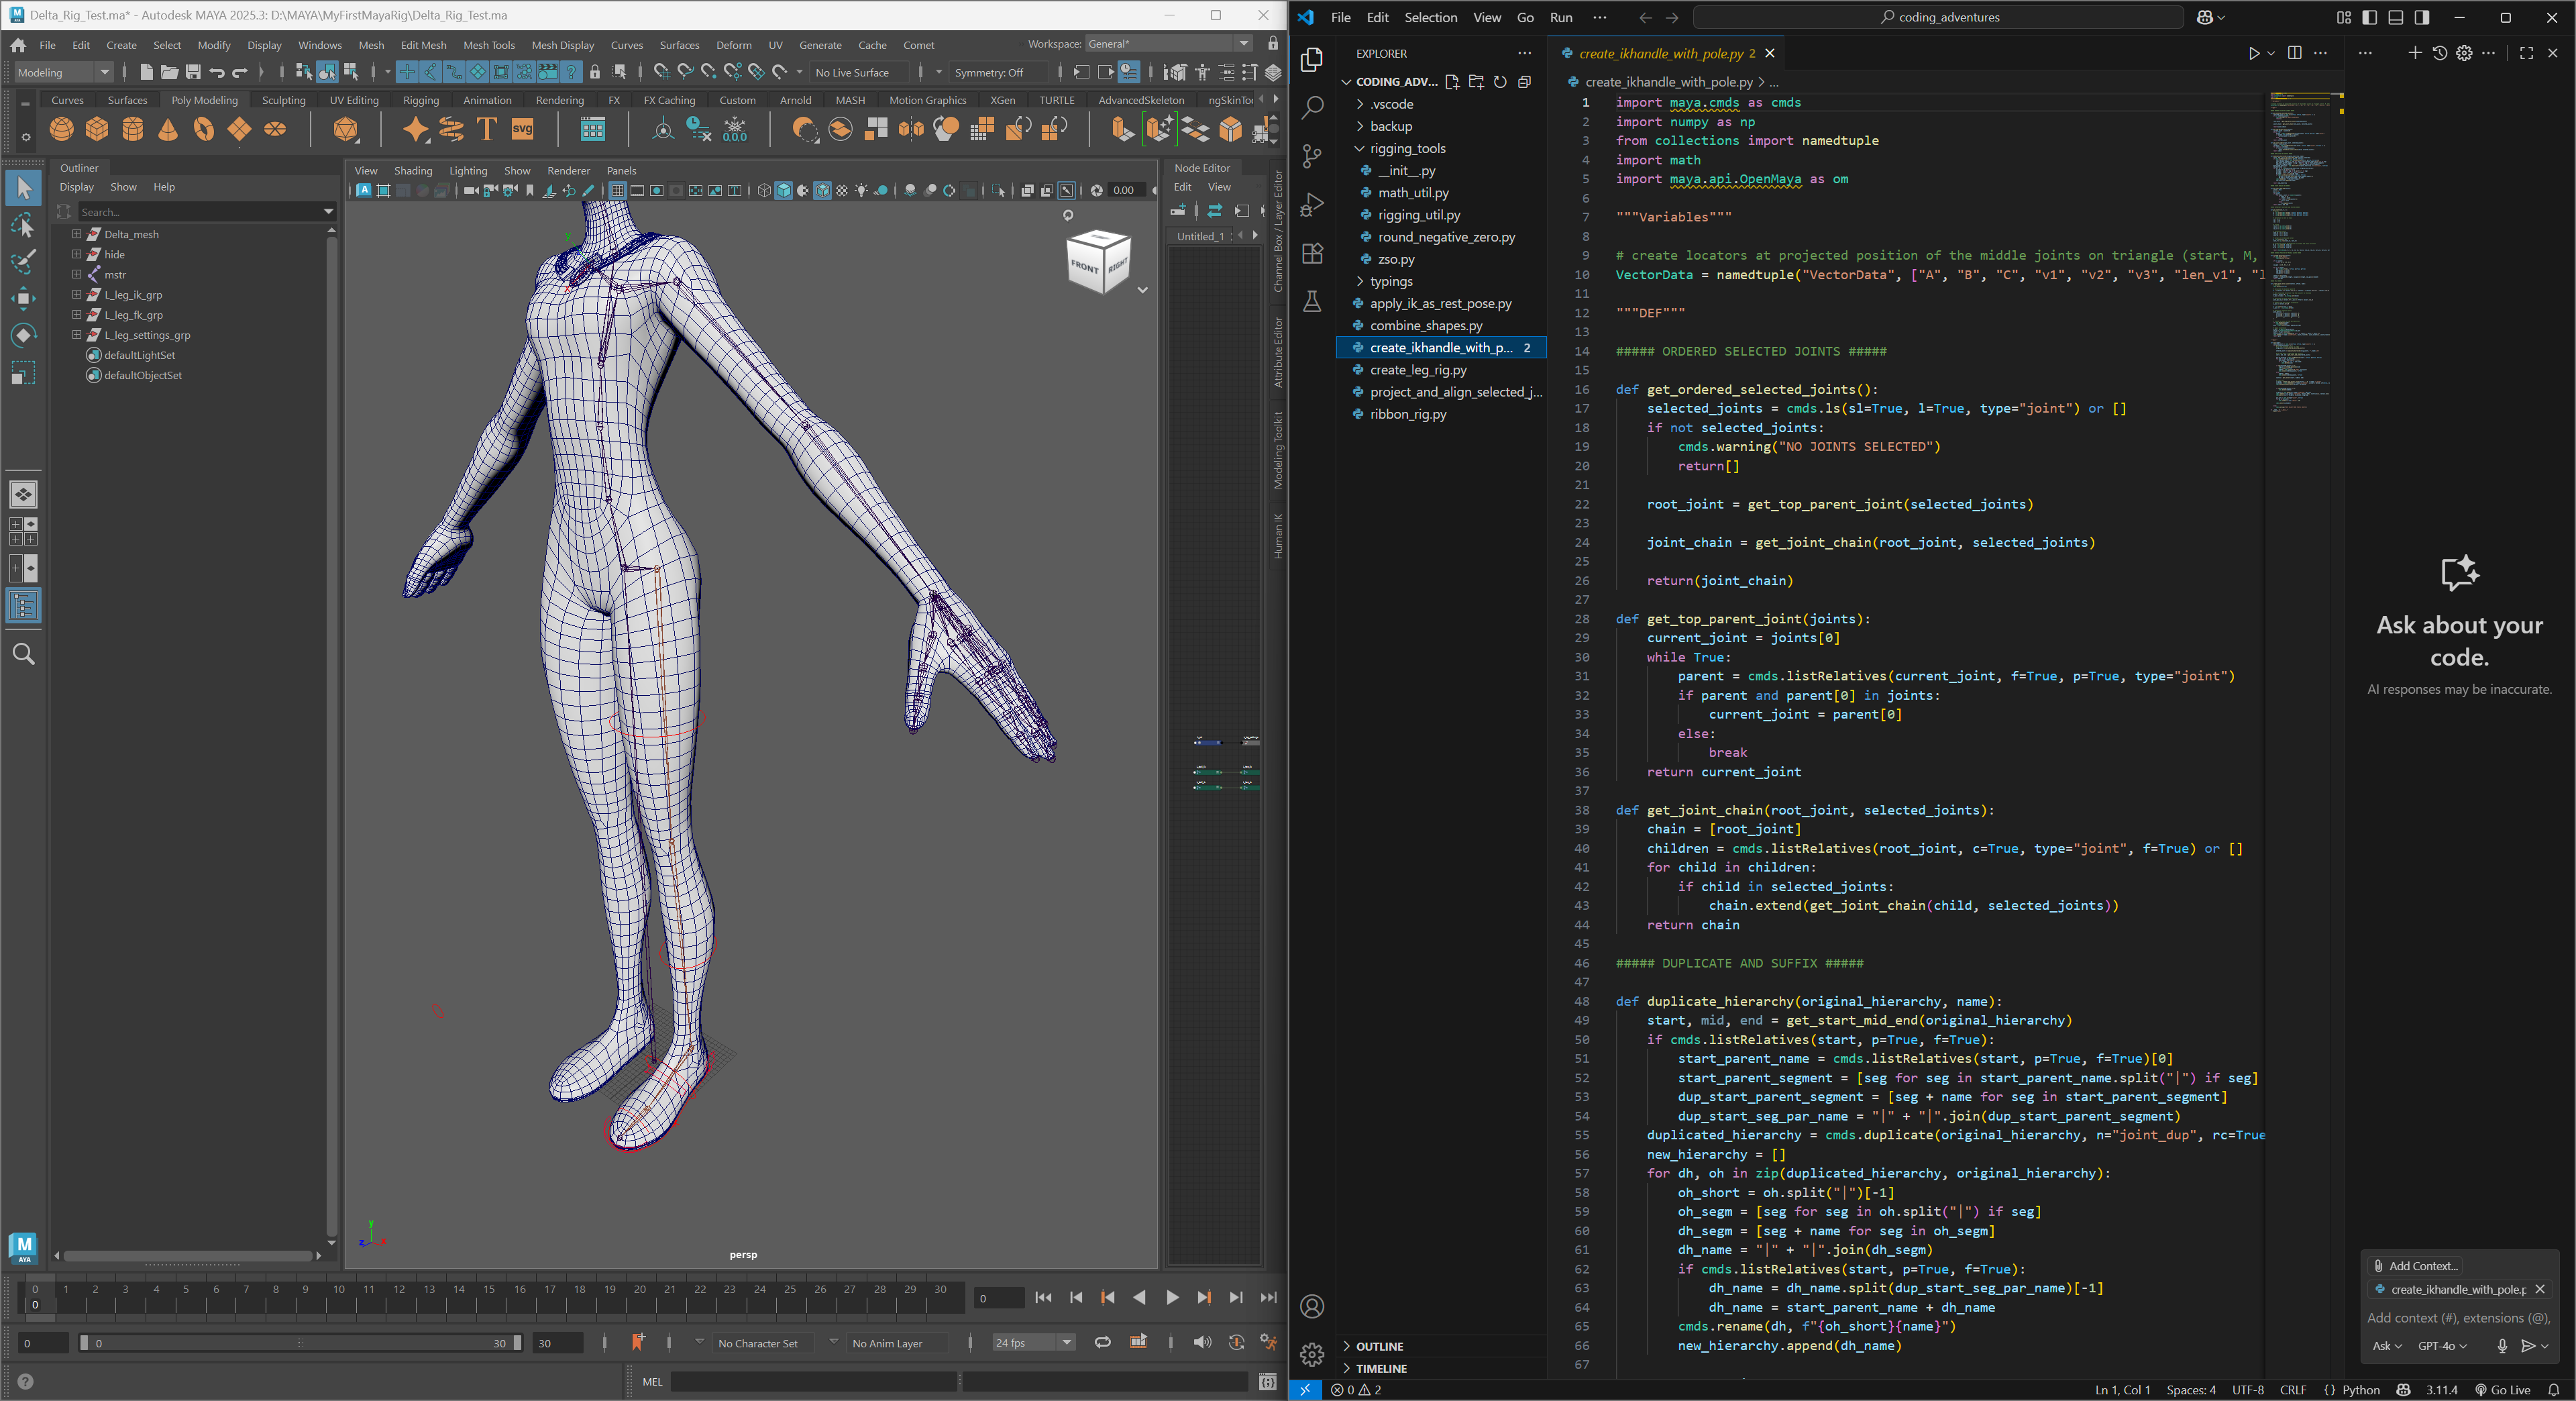 Delta_Rig_Test.ma* - Autodesk MAYA 2025.3: D:\MAYA\MyFirstMayaRig\Delta_Rig_Test.ma
File Edit Create Select Modify Display Windows Mesh Edit Mesh Mesh Tools Mesh Display Curves Surfaces Deform UV Generate Cache Comet
Workspace: General*
Modeling
No Live Surface
Symmetry: Off
Curves Surfaces Poly Modeling Sculpting UV Editing Rigging Animation Rendering FX FX Caching Custom Arnold MASH Motion Graphics XGen TURTLE AdvancedSkeleton ngSkinToo
T
SVG
0,0,0
Outliner
Display Show Help
Search...
Delta_mesh
hide
mstr
L_leg_ik_grp
L_leg_fk_grp
L_leg_settings_grp
defaultLightSet
defaultObjectSet
View Shading Lighting Show Renderer Panels
0.00
FRONT RIGHT
y
x
y
z x
persp
Node Editor
Edit View
Untitled_1
Channel Box / Layer Editor
Attribute Editor
Modeling Toolkit
Human IK
M
AYA
0 1 2 3 4 5 6 7 8 9 10 11 12 13 14 15 16 17 18 19 20 21 22 23 24 25 26 27 28 29 30
0
0
0
0
30
30
No Character Set
No Anim Layer
24 fps
MEL
File Edit Selection View Go Run ···
coding_adventures
EXPLORER
CODING_ADV...
.vscode
backup
rigging_tools
__init__.py
math_util.py
rigging_util.py
round_negative_zero.py
zso.py
typings
apply_ik_as_rest_pose.py
combine_shapes.py
create_ikhandle_with_p... 2
create_leg_rig.py
project_and_align_selected_j...
ribbon_rig.py
OUTLINE
TIMELINE
create_ikhandle_with_pole.py 2
create_ikhandle_with_pole.py > ...
1 import maya.cmds as cmds
2 import numpy as np
3 from collections import namedtuple
4 import math
5 import maya.api.OpenMaya as om
6
7 """Variables"""
8
9 # create locators at projected position of the middle joints on triangle (start, M,
10 VectorData = namedtuple("VectorData", ["A", "B", "C", "v1", "v2", "v3", "len_v1", "l
11
12 """DEF"""
13
14 ##### ORDERED SELECTED JOINTS #####
15
16 def get_ordered_selected_joints():
17 selected_joints = cmds.ls(sl=True, l=True, type="joint") or []
18 if not selected_joints:
19 cmds.warning("NO JOINTS SELECTED")
20 return[]
21
22 root_joint = get_top_parent_joint(selected_joints)
23
24 joint_chain = get_joint_chain(root_joint, selected_joints)
25
26 return(joint_chain)
27
28 def get_top_parent_joint(joints):
29 current_joint = joints[0]
30 while True:
31 parent = cmds.listRelatives(current_joint, f=True, p=True, type="joint")
32 if parent and parent[0] in joints:
33 current_joint = parent[0]
34 else:
35 break
36 return current_joint
37
38 def get_joint_chain(root_joint, selected_joints):
39 chain = [root_joint]
40 children = cmds.listRelatives(root_joint, c=True, type="joint", f=True) or []
41 for child in children:
42 if child in selected_joints:
43 chain.extend(get_joint_chain(child, selected_joints))
44 return chain
45
46 ##### DUPLICATE AND SUFFIX #####
47
48 def duplicate_hierarchy(original_hierarchy, name):
49 start, mid, end = get_start_mid_end(original_hierarchy)
50 if cmds.listRelatives(start, p=True, f=True):
51 start_parent_name = cmds.listRelatives(start, p=True, f=True)[0]
52 start_parent_segment = [seg for seg in start_parent_name.split("|") if seg]
53 dup_start_parent_segment = [seg + name for seg in start_parent_segment]
54 dup_start_seg_par_name = "|" + "|".join(dup_start_parent_segment)
55 duplicated_hierarchy = cmds.duplicate(original_hierarchy, n="joint_dup", rc=True
56 new_hierarchy = []
57 for dh, oh in zip(duplicated_hierarchy, original_hierarchy):
58 oh_short = oh.split("|")[-1]
59 oh_segm = [seg for seg in oh.split("|") if seg]
60 dh_segm = [seg + name for seg in oh_segm]
61 dh_name = "|" + "|".join(dh_segm)
62 if cmds.listRelatives(start, p=True, f=True):
63 dh_name = dh_name.split(dup_start_seg_par_name)[-1]
64 dh_name = start_parent_name + dh_name
65 cmds.rename(dh, f"{oh_short}{name}")
66 new_hierarchy.append(dh_name)
67
Ask about your
code.
AI responses may be inaccurate.
Add Context...
create_ikhandle_with_pole.p
Add context (#), extensions (@),
Ask GPT-4o
0 2
Ln 1, Col 1 Spaces: 4 UTF-8 CRLF {} Python 3.11.4 Go Live